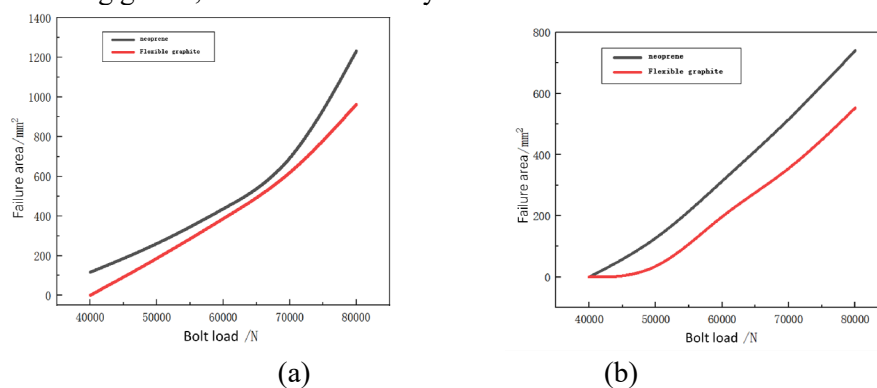 1400
1200
1000
800
600
400
200
0
neoprene
Flexible graphite
Failure area/mm²
40000 50000 60000 70000 80000
Bolt load /N
(a)
800
600
400
200
0
neoprene
Flexible graphite
Failure area/mm²
40000 50000 60000 70000 80000
Bolt load /N
(b)